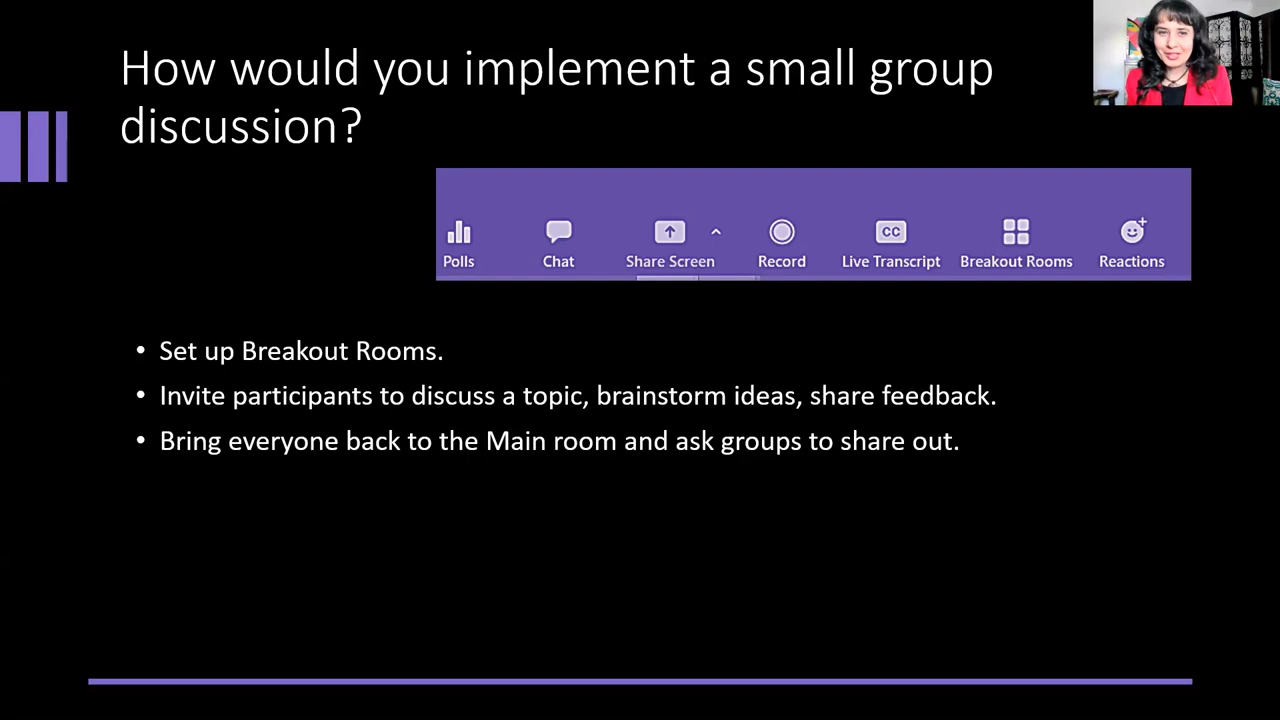 How would you implement a small group
discussion?
Polls
Chat
Share Screen
Record
CC
Live Transcript
Breakout Rooms
Reactions
• Set up Breakout Rooms.
• Invite participants to discuss a topic, brainstorm ideas, share feedback.
• Bring everyone back to the Main room and ask groups to share out.